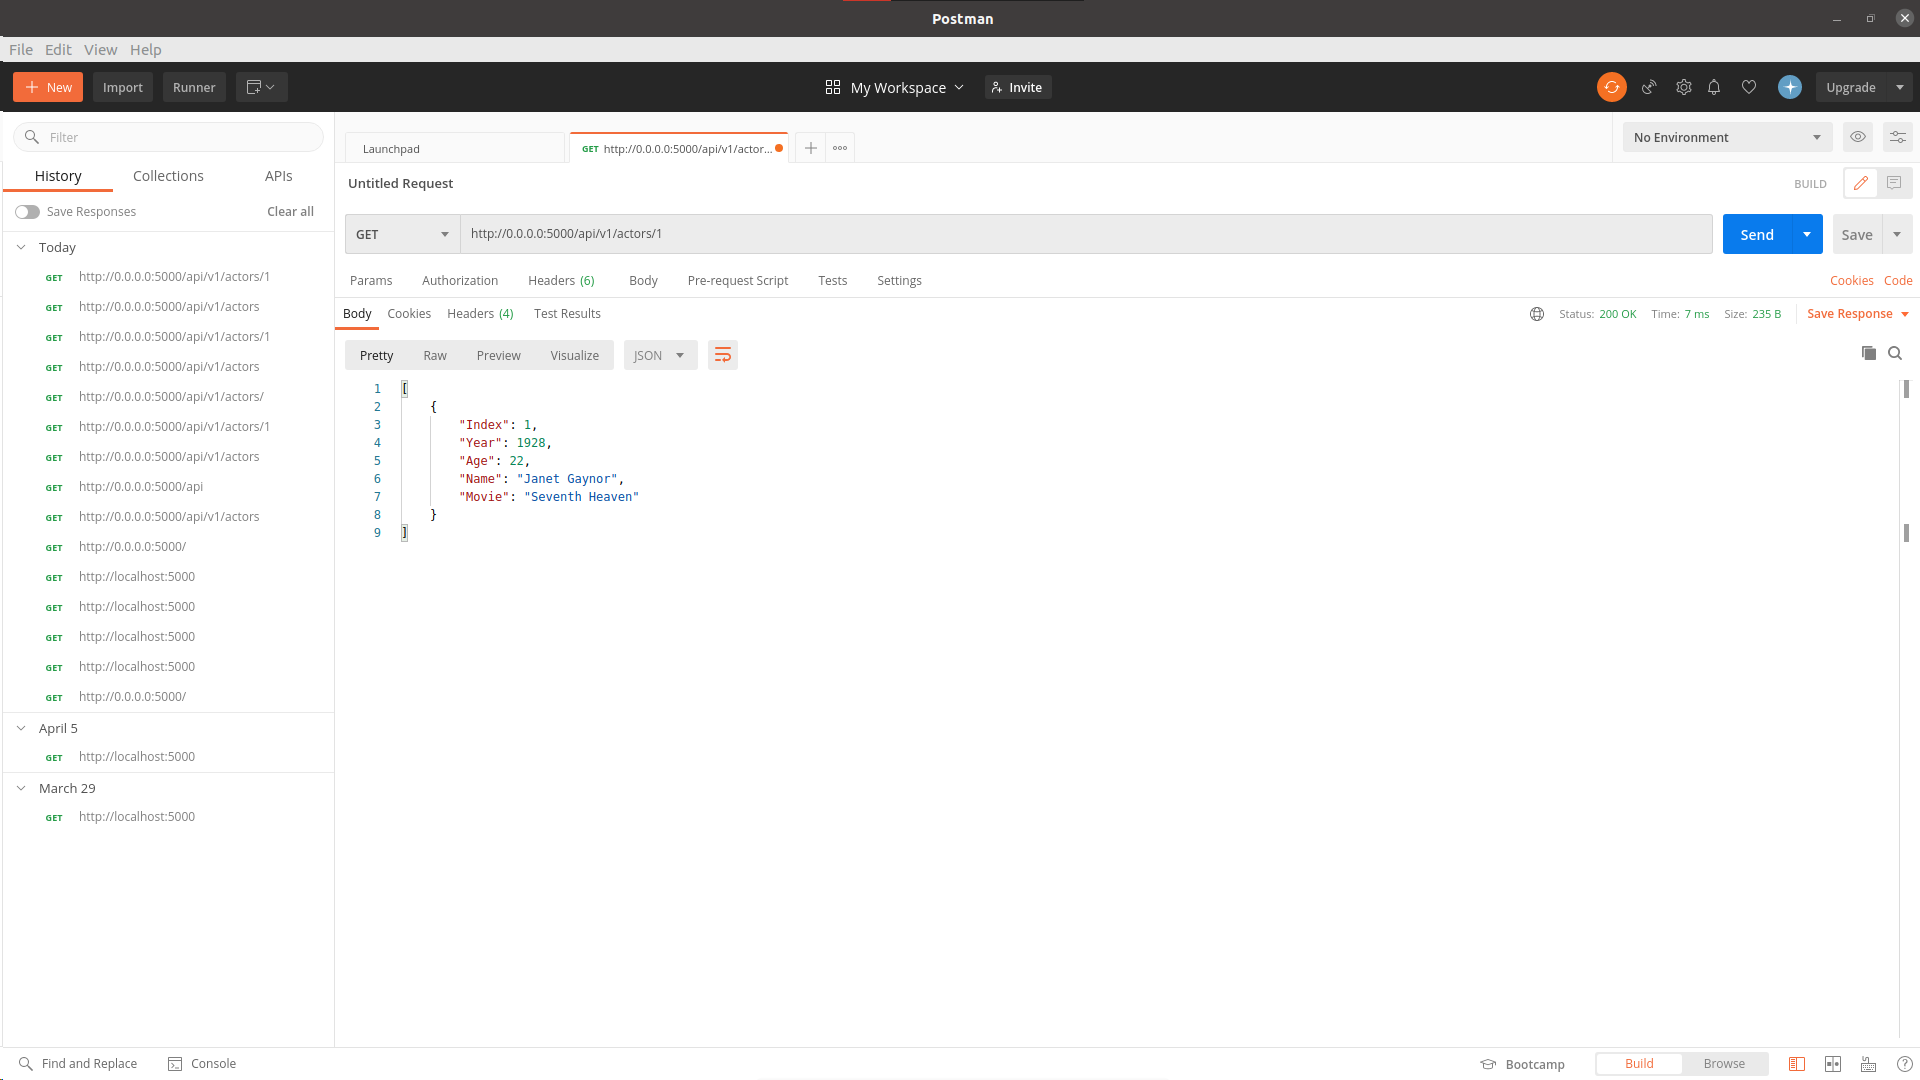 Postman
File Edit View Help
New Import Runner My Workspace Invite Upgrade
Filter
History Collections APIs
Save Responses Clear all
Today
GET http://0.0.0.0:5000/api/v1/actors/1
GET http://0.0.0.0:5000/api/v1/actors
GET http://0.0.0.0:5000/api/v1/actors/1
GET http://0.0.0.0:5000/api/v1/actors
GET http://0.0.0.0:5000/api/v1/actors/
GET http://0.0.0.0:5000/api/v1/actors/1
GET http://0.0.0.0:5000/api/v1/actors
GET http://0.0.0.0:5000/api
GET http://0.0.0.0:5000/api/v1/actors
GET http://0.0.0.0:5000/
GET http://localhost:5000
GET http://localhost:5000
GET http://localhost:5000
GET http://localhost:5000
GET http://0.0.0.0:5000/
April 5
GET http://localhost:5000
March 29
GET http://localhost:5000
Launchpad GET http://0.0.0.0:5000/api/v1/actor... No Environment
Untitled Request BUILD
GET http://0.0.0.0:5000/api/v1/actors/1 Send Save
Params Authorization Headers (6) Body Pre-request Script Tests Settings Cookies Code
Body Cookies Headers (4) Test Results Status: 200 OK Time: 7 ms Size: 235 B Save Response
Pretty Raw Preview Visualize JSON
1 [
2 {
3 "Index": 1,
4 "Year": 1928,
5 "Age": 22,
6 "Name": "Janet Gaynor",
7 "Movie": "Seventh Heaven"
8 }
9 ]
Find and Replace Console Bootcamp Build Browse